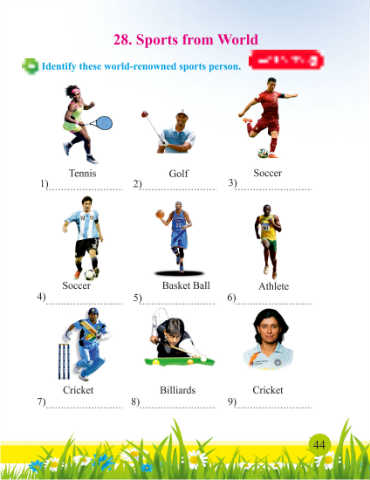 28. Sports from World
Identify these world-renowned sports person.
Tennis Golf Soccer
1)........................ 2)........................ 3)........................
Soccer Basket Ball Athlete
4)........................ 5)........................ 6)........................
Cricket Billiards Cricket
7)........................ 8)........................ 9)........................
44